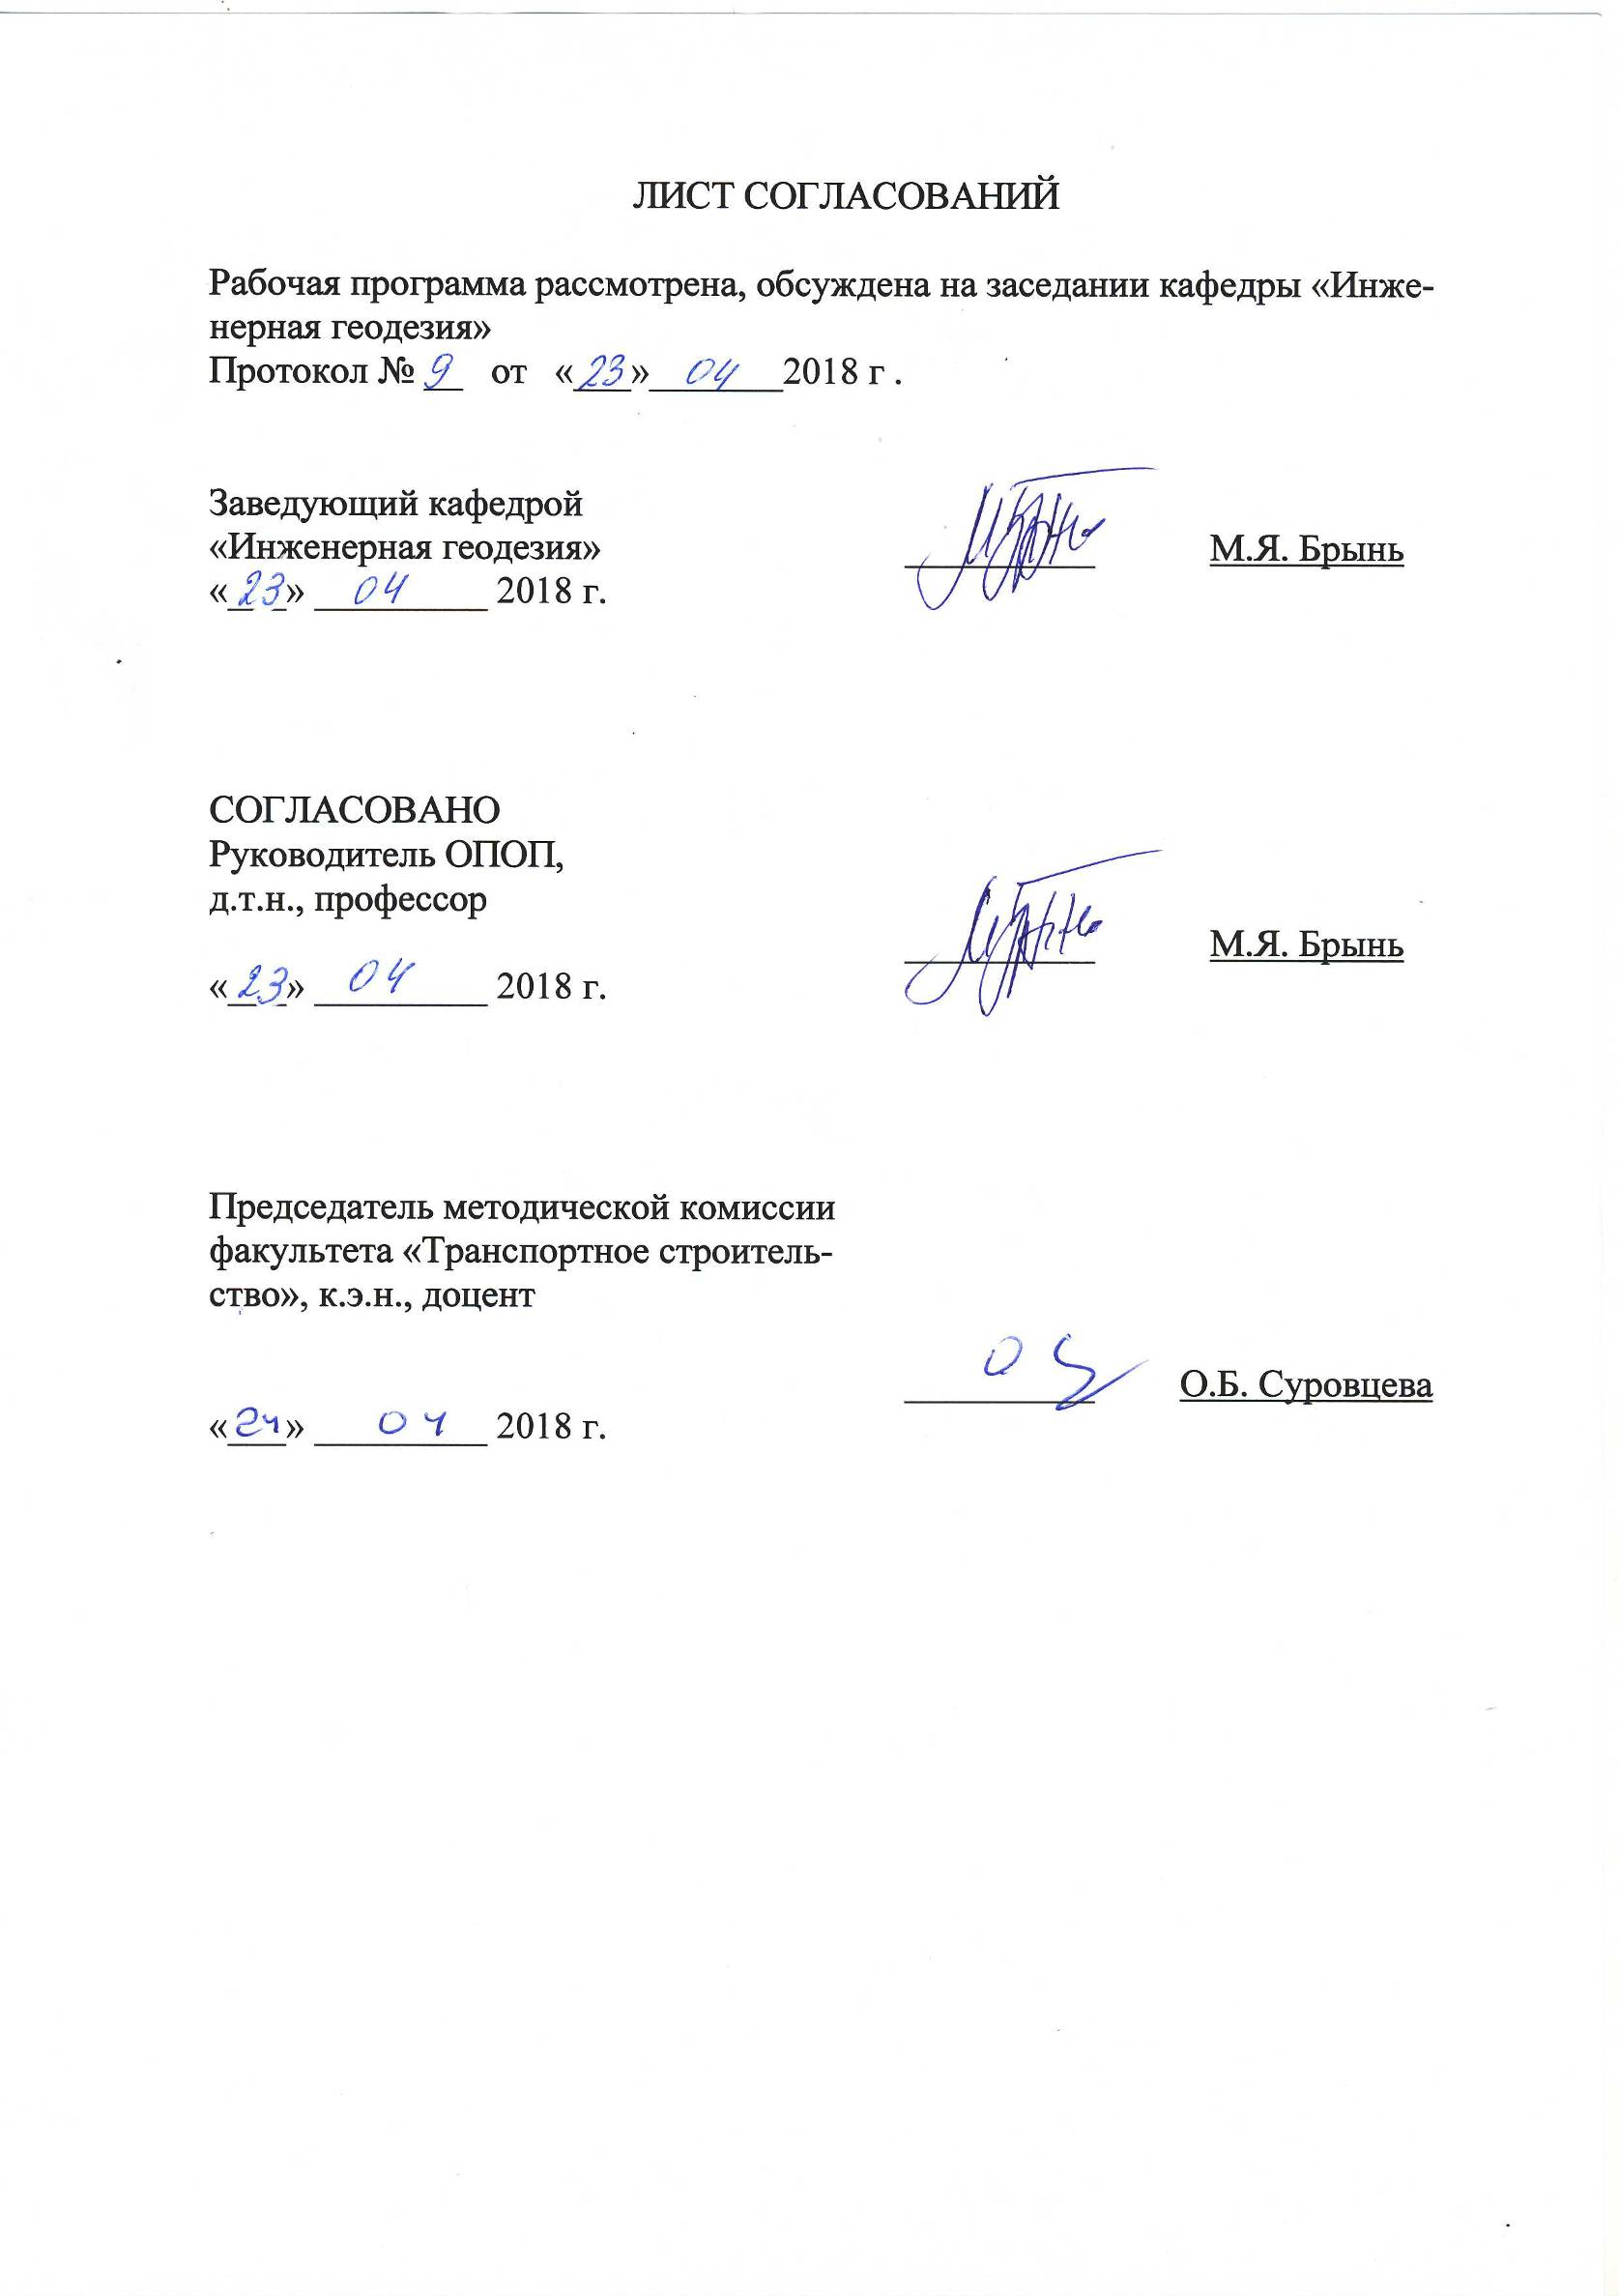 ЛИСТ СОГЛАСОВАНИЙ
Рабочая программа рассмотрена, обсуждена на заседании кафедры «Инже-
нерная геодезия»
Протокол № 9 от «23» 04 2018 г .
Заведующий кафедрой
«Инженерная геодезия»
М.Я. Брынь
«23» 04 2018 г.
СОГЛАСОВАНО
Руководитель ОПОП,
д.т.н., профессор
М.Я. Брынь
«23» 04 2018 г.
Председатель методической комиссии
факультета «Транспортное строитель-
ство», к.э.н., доцент
О.Б. Суровцева
«24» 04 2018 г.